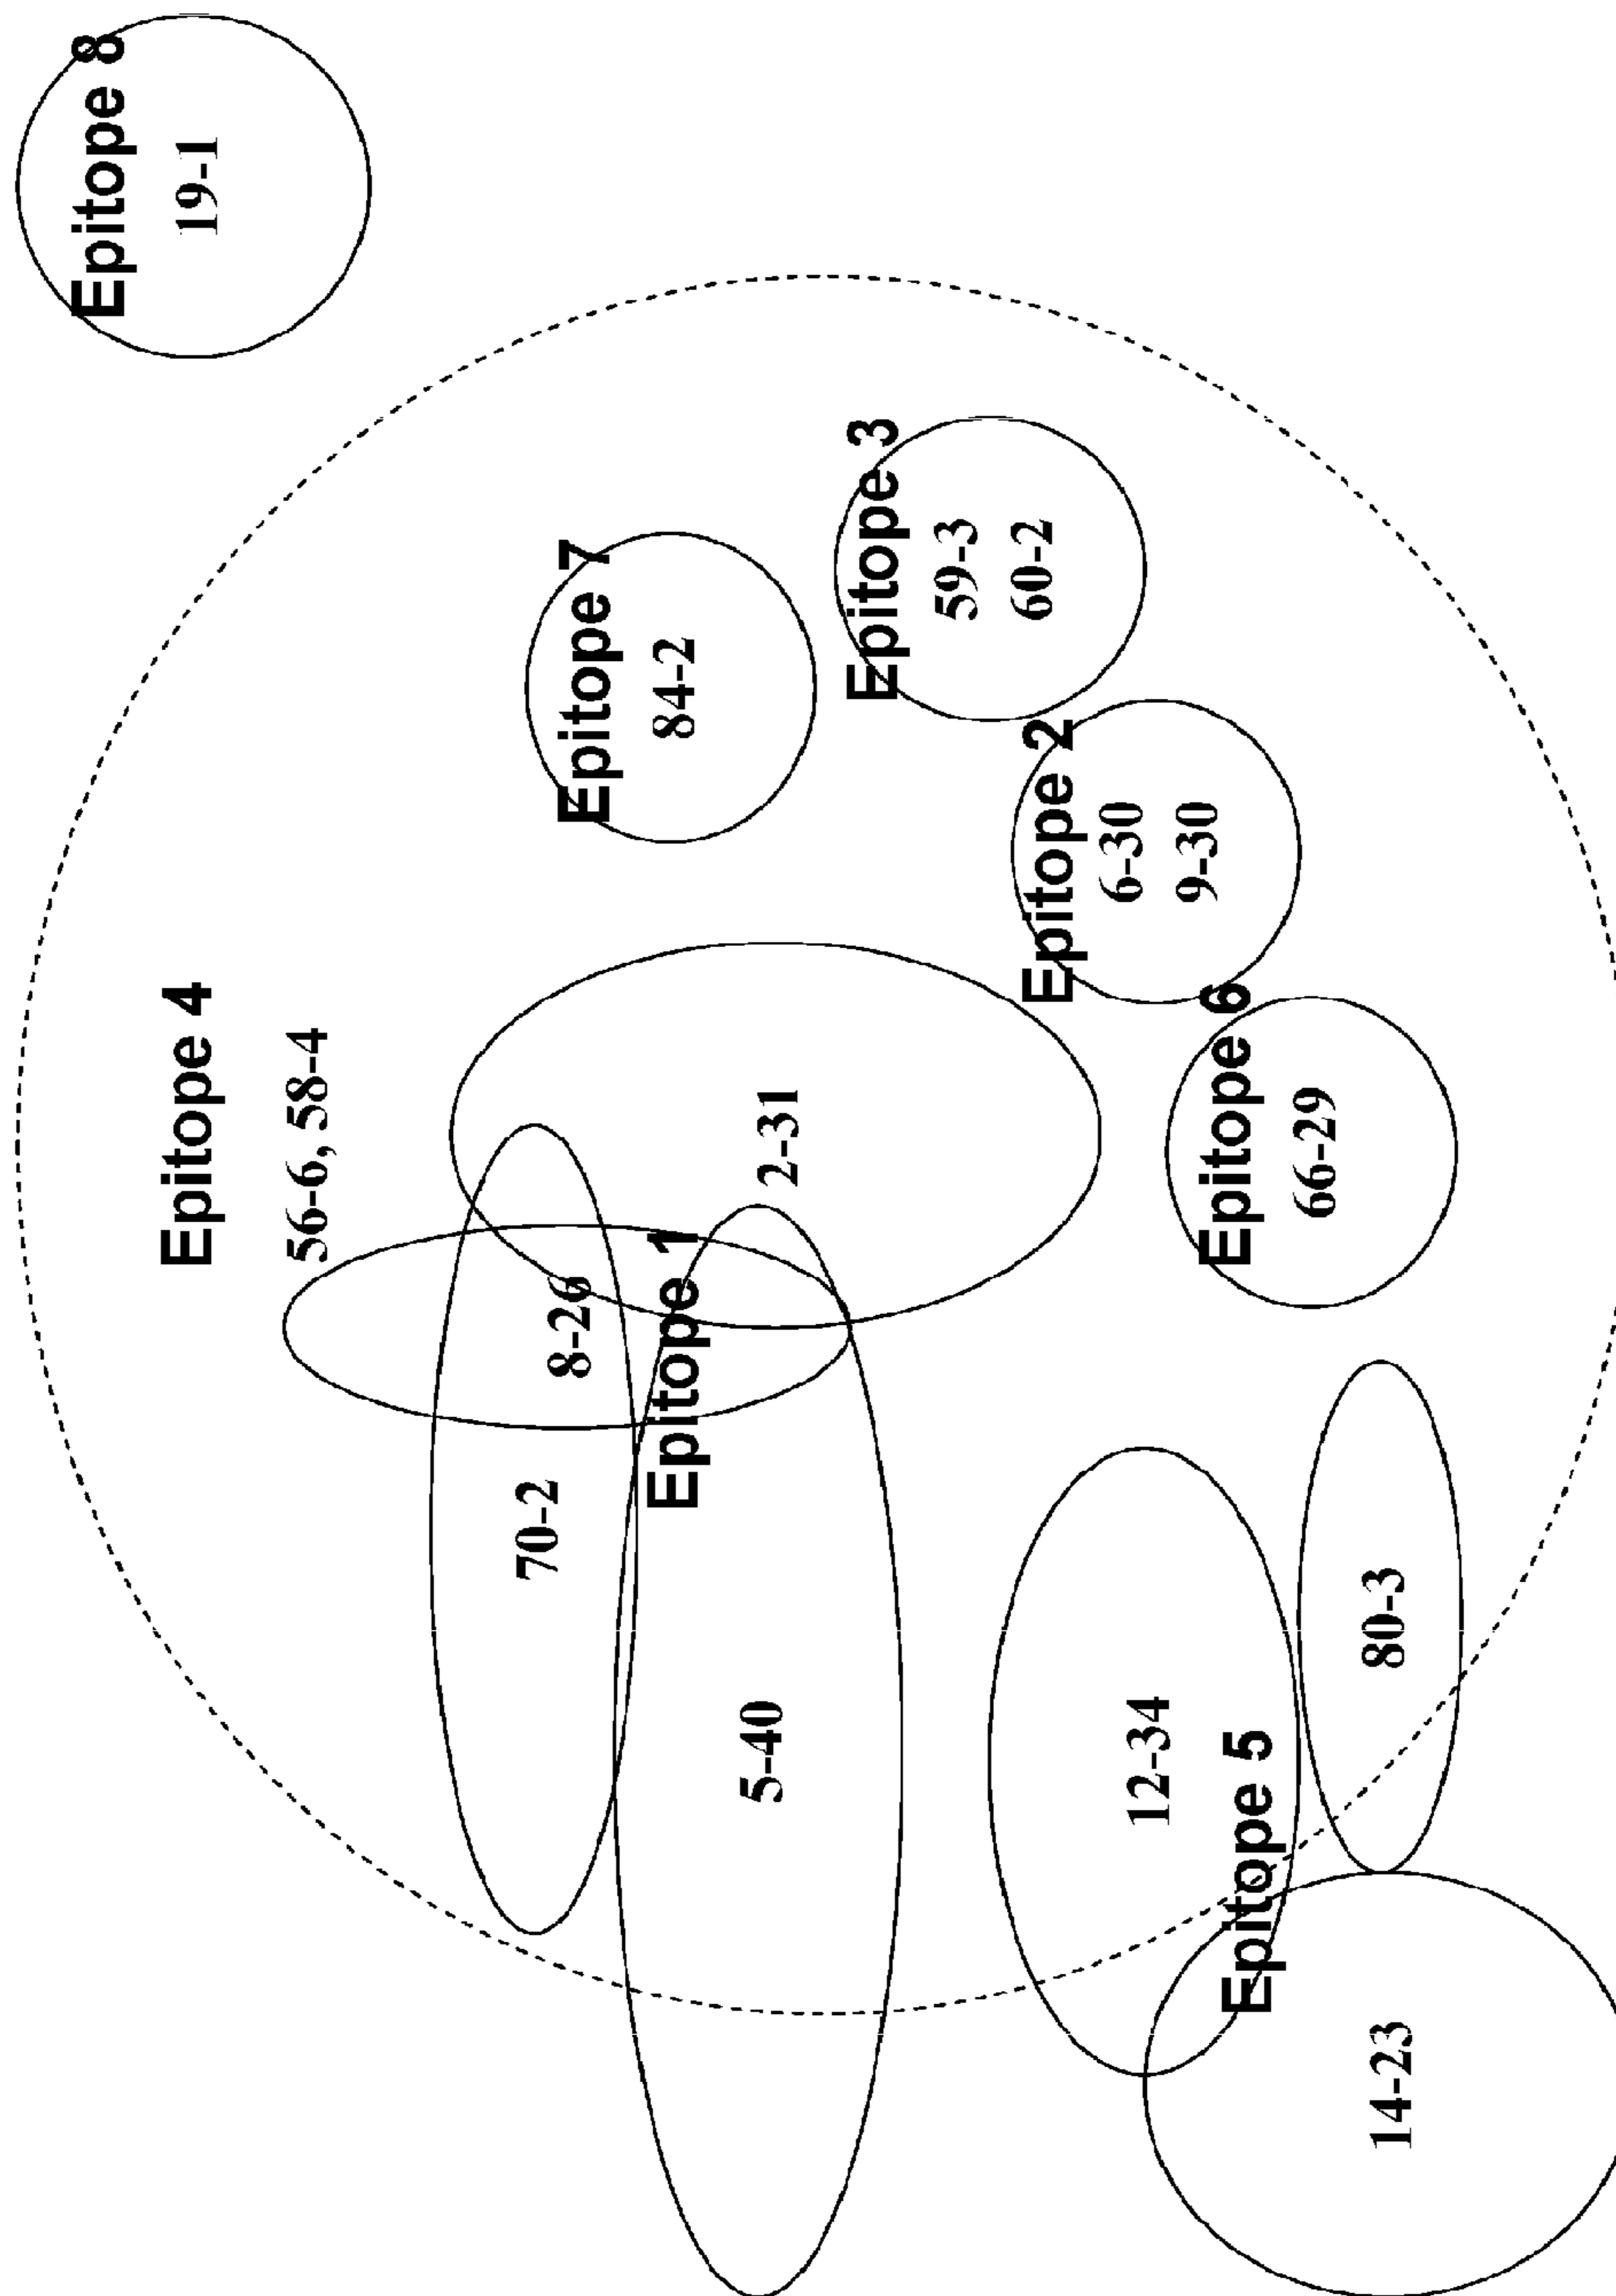 Epitope 8
19-1
Epitope 4
56-6, 58-4
Epitope 7
84-2
70-2
8-26
Epitope 1
5-40
2-31
Epitope 3
59-3
60-2
Epitope 2
6-30
9-30
12-34
Epitope 6
66-29
Epitope 5
80-3
14-23